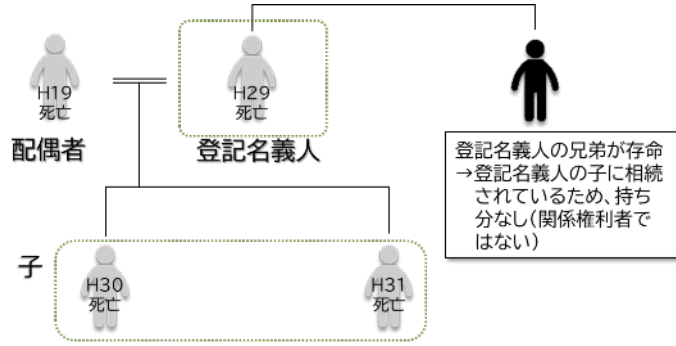 H19
死亡
配偶者
H29
死亡
登記名義人
登記名義人の兄弟が存命
→登記名義人の子に相続
されているため、持ち
分なし(関係権利者で
はない)
子
H30
死亡
H31
死亡